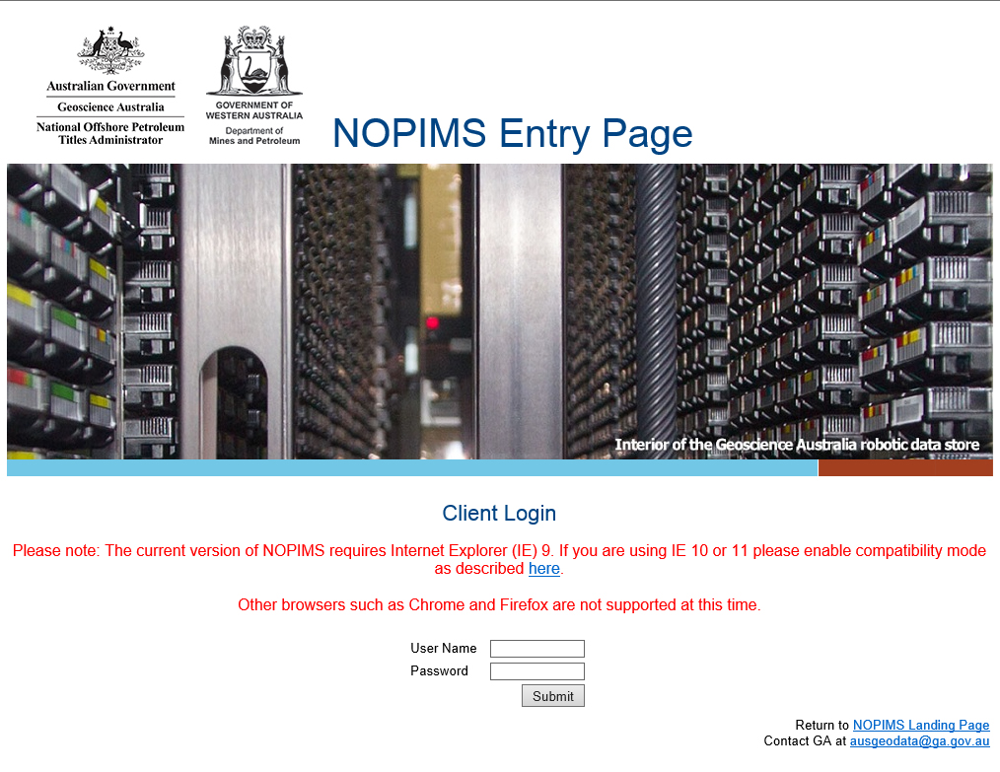 Australian Government
Geoscience Australia
National Offshore Petroleum
Titles Administrator
GOVERNMENT OF
WESTERN AUSTRALIA
Department of
Mines and Petroleum
NOPIMS Entry Page
Interior of the Geoscience Australia robotic data store
Client Login
Please note: The current version of NOPIMS requires Internet Explorer (IE) 9. If you are using IE 10 or 11 please enable compatibility mode
as described here.
Other browsers such as Chrome and Firefox are not supported at this time.
User Name
Password
Submit
Return to NOPIMS Landing Page
Contact GA at ausgeodata@ga.gov.au